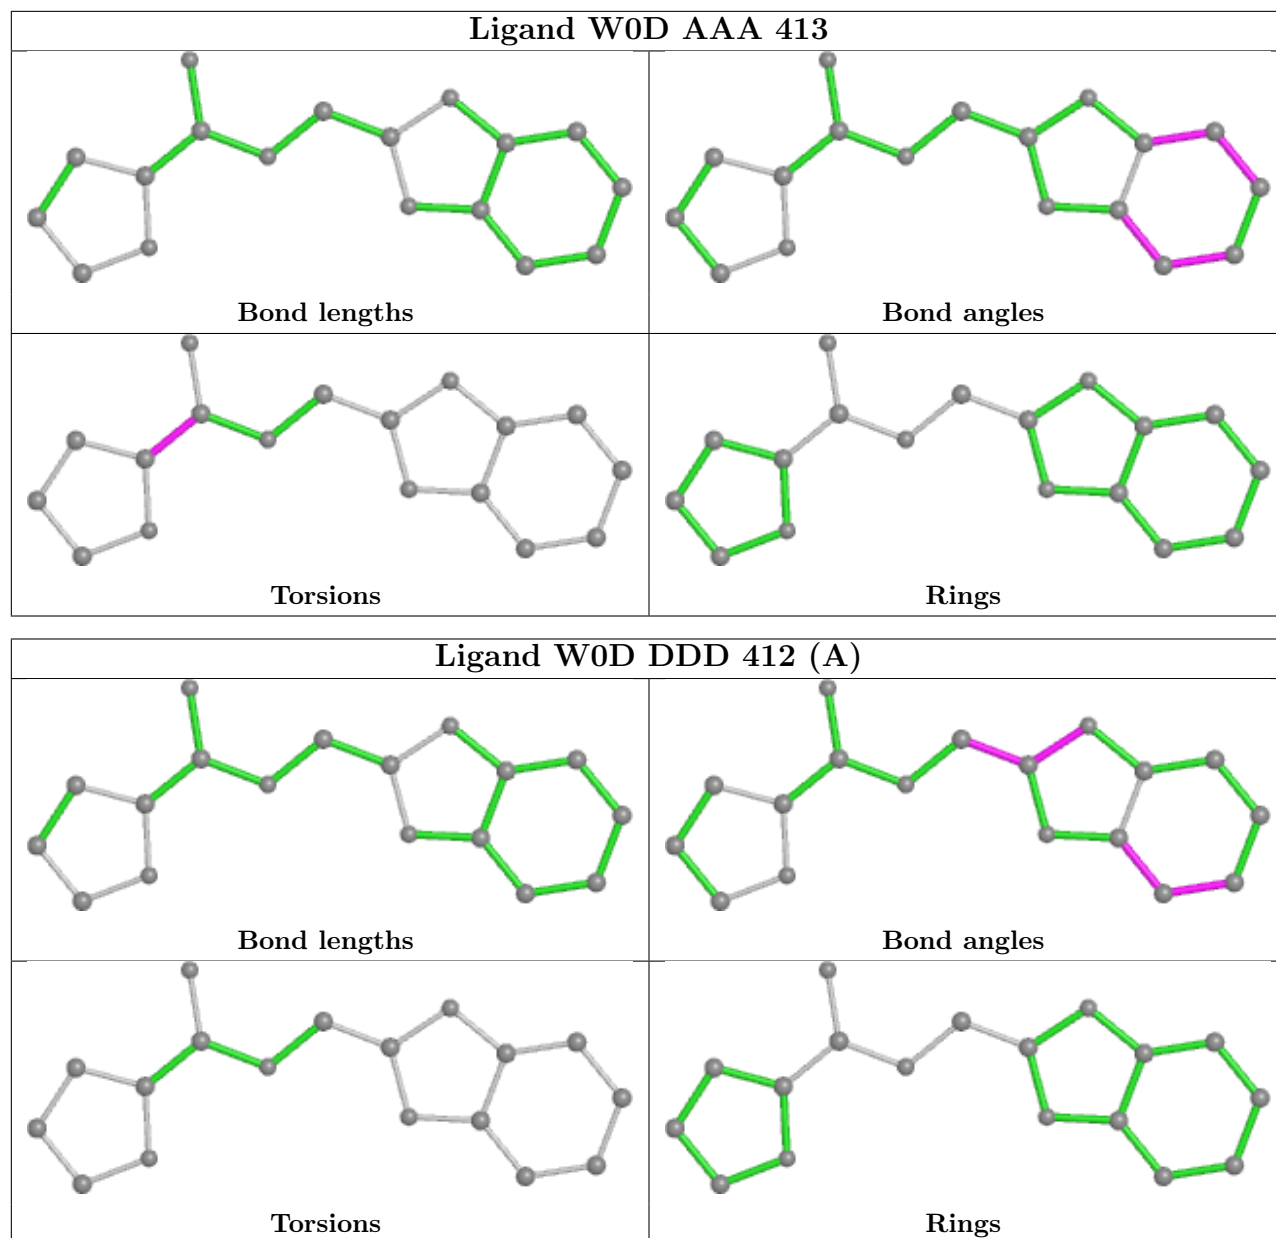 Ligand W0D AAA 413
Bond lengths
Bond angles
Torsions
Rings
Ligand W0D DDD 412 (A)
Bond lengths
Bond angles
Torsions
Rings